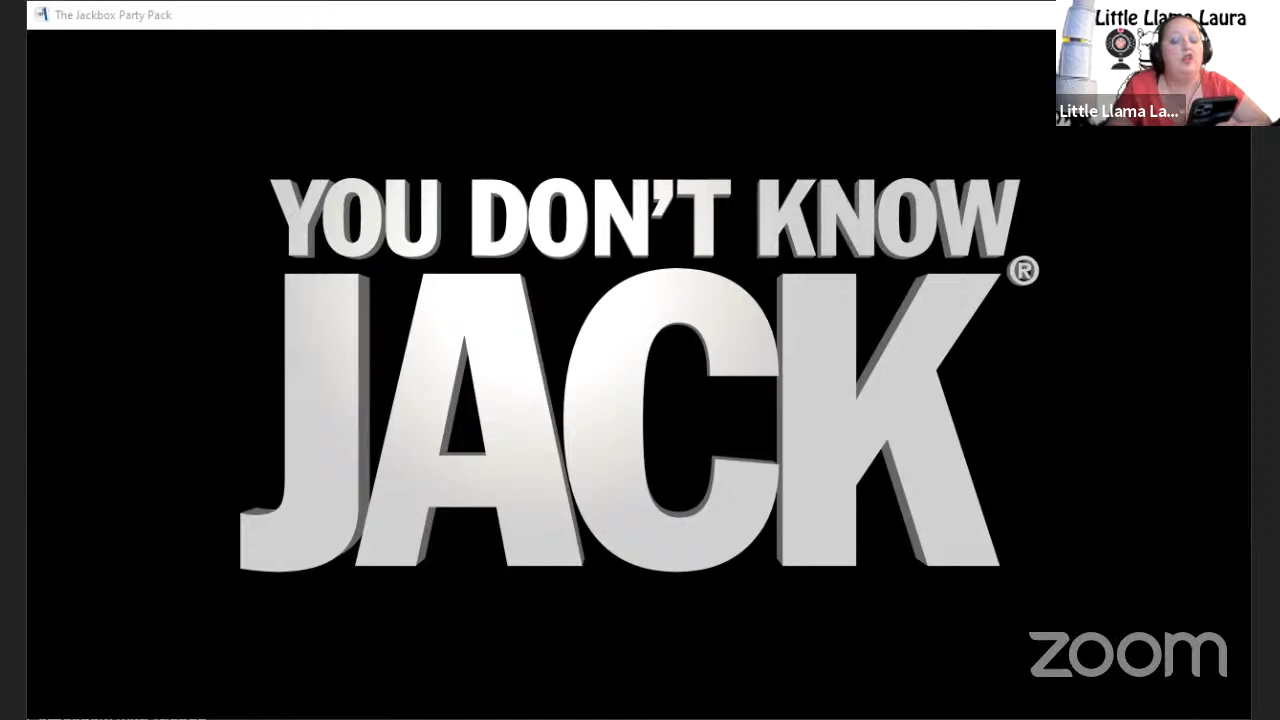 The Jackbox Party Pack
Little Llama Laura
Little Llama La...
YOU DON'T KNOW
JACK®
zoom